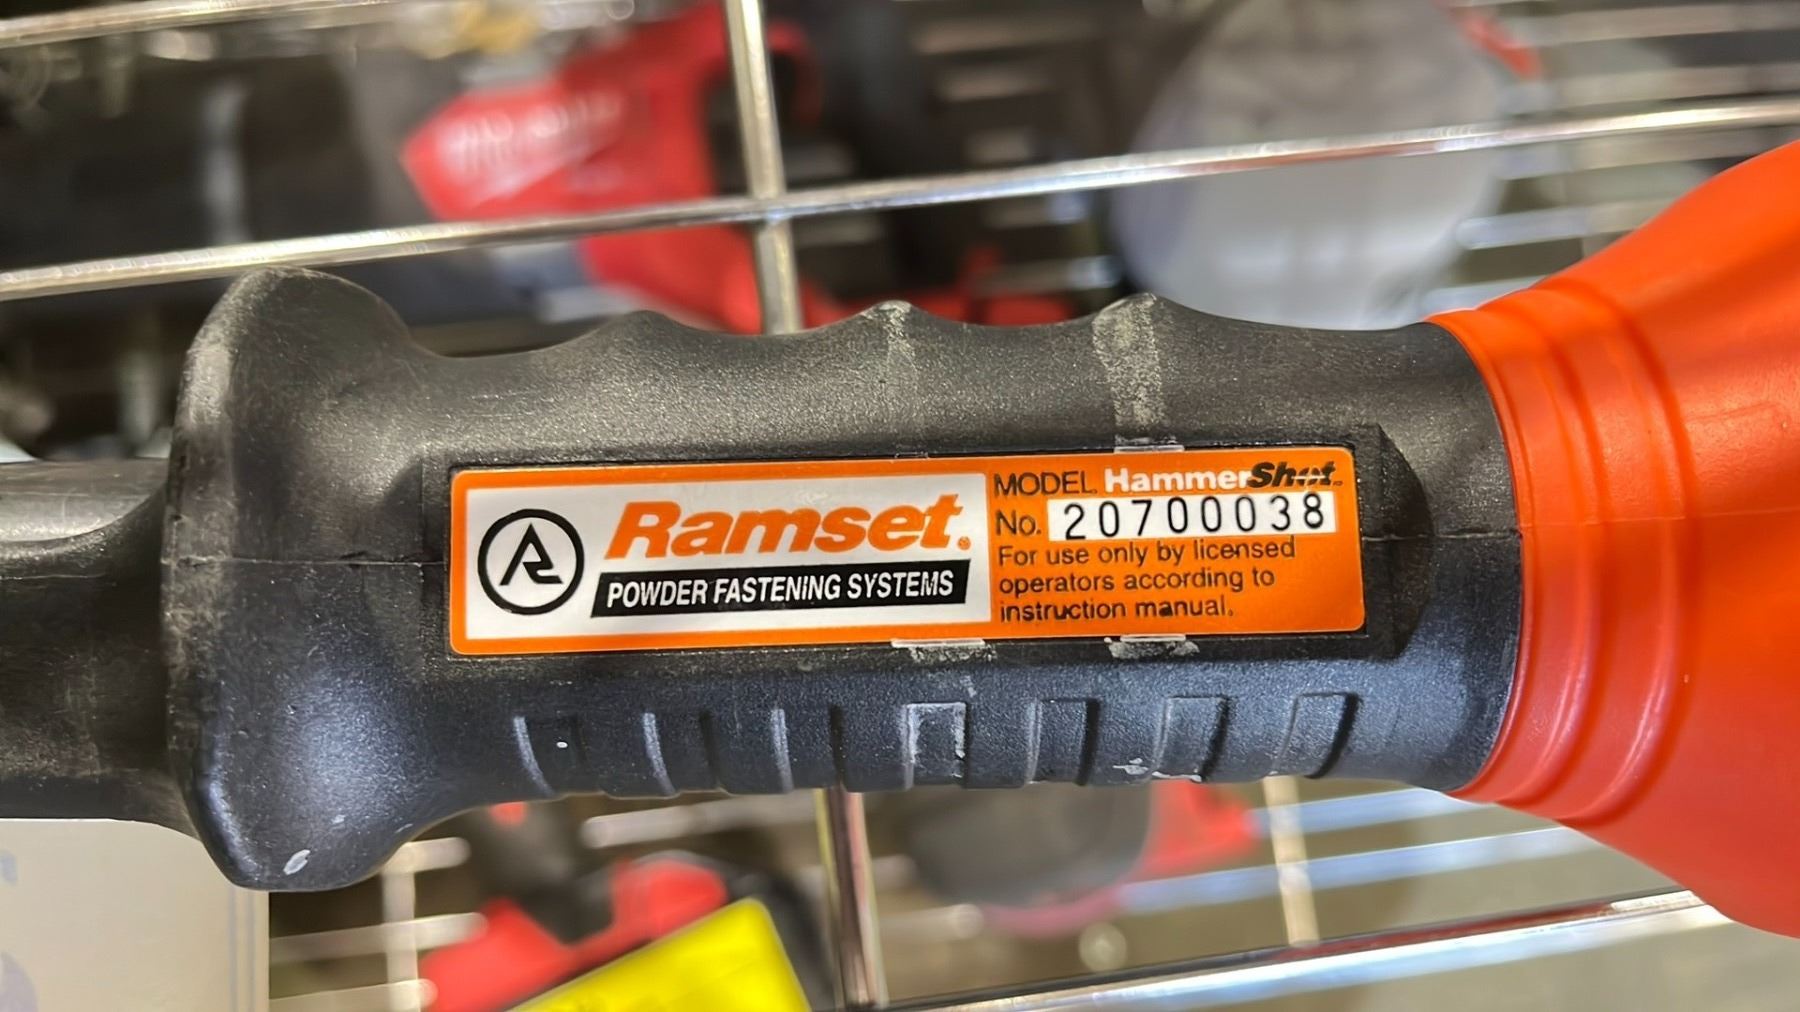 Ramset.
POWDER FASTENING SYSTEMS
MODEL HammerShot
No. 20700038
For use only by licensed
operators according to
instruction manual.